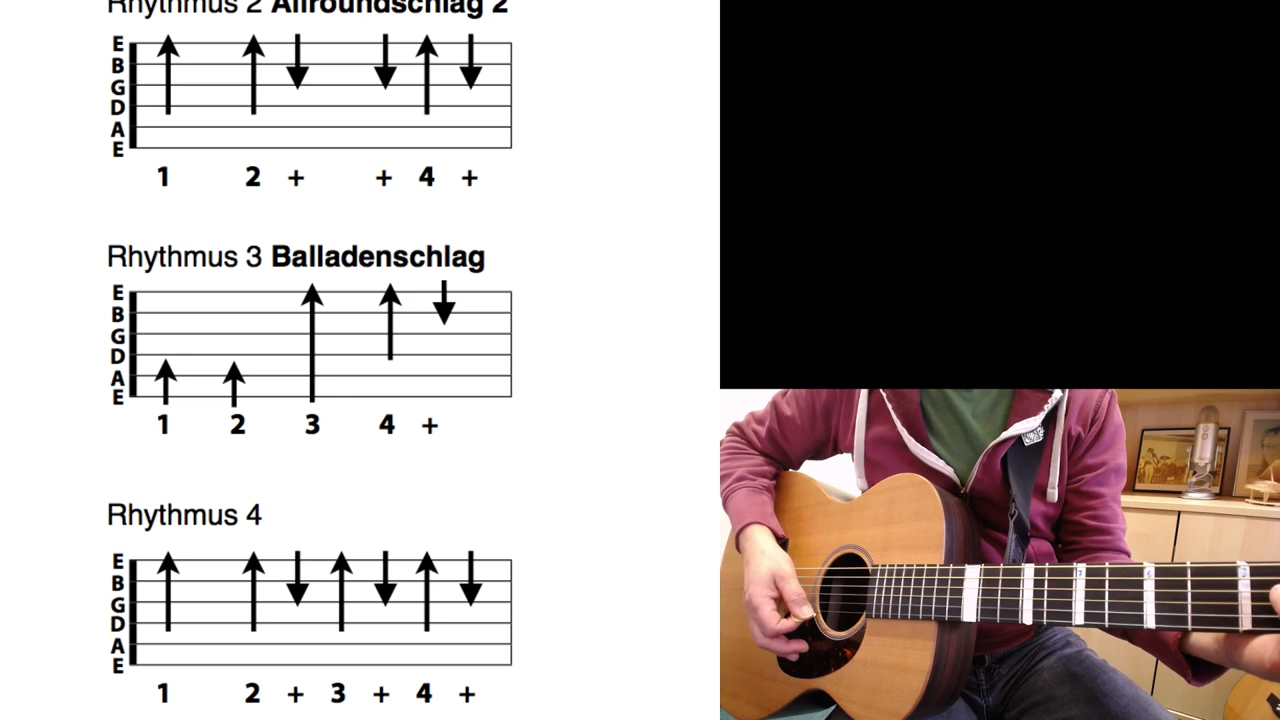 Rhythmus 2 Allroundschlag 2
E
B
G
D
A
E
1 2 + + 4 +
Rhythmus 3 Balladenschlag
E
B
G
D
A
E
1 2 3 4 +
Rhythmus 4
E
B
G
D
A
E
1 2 + 3 + 4 +